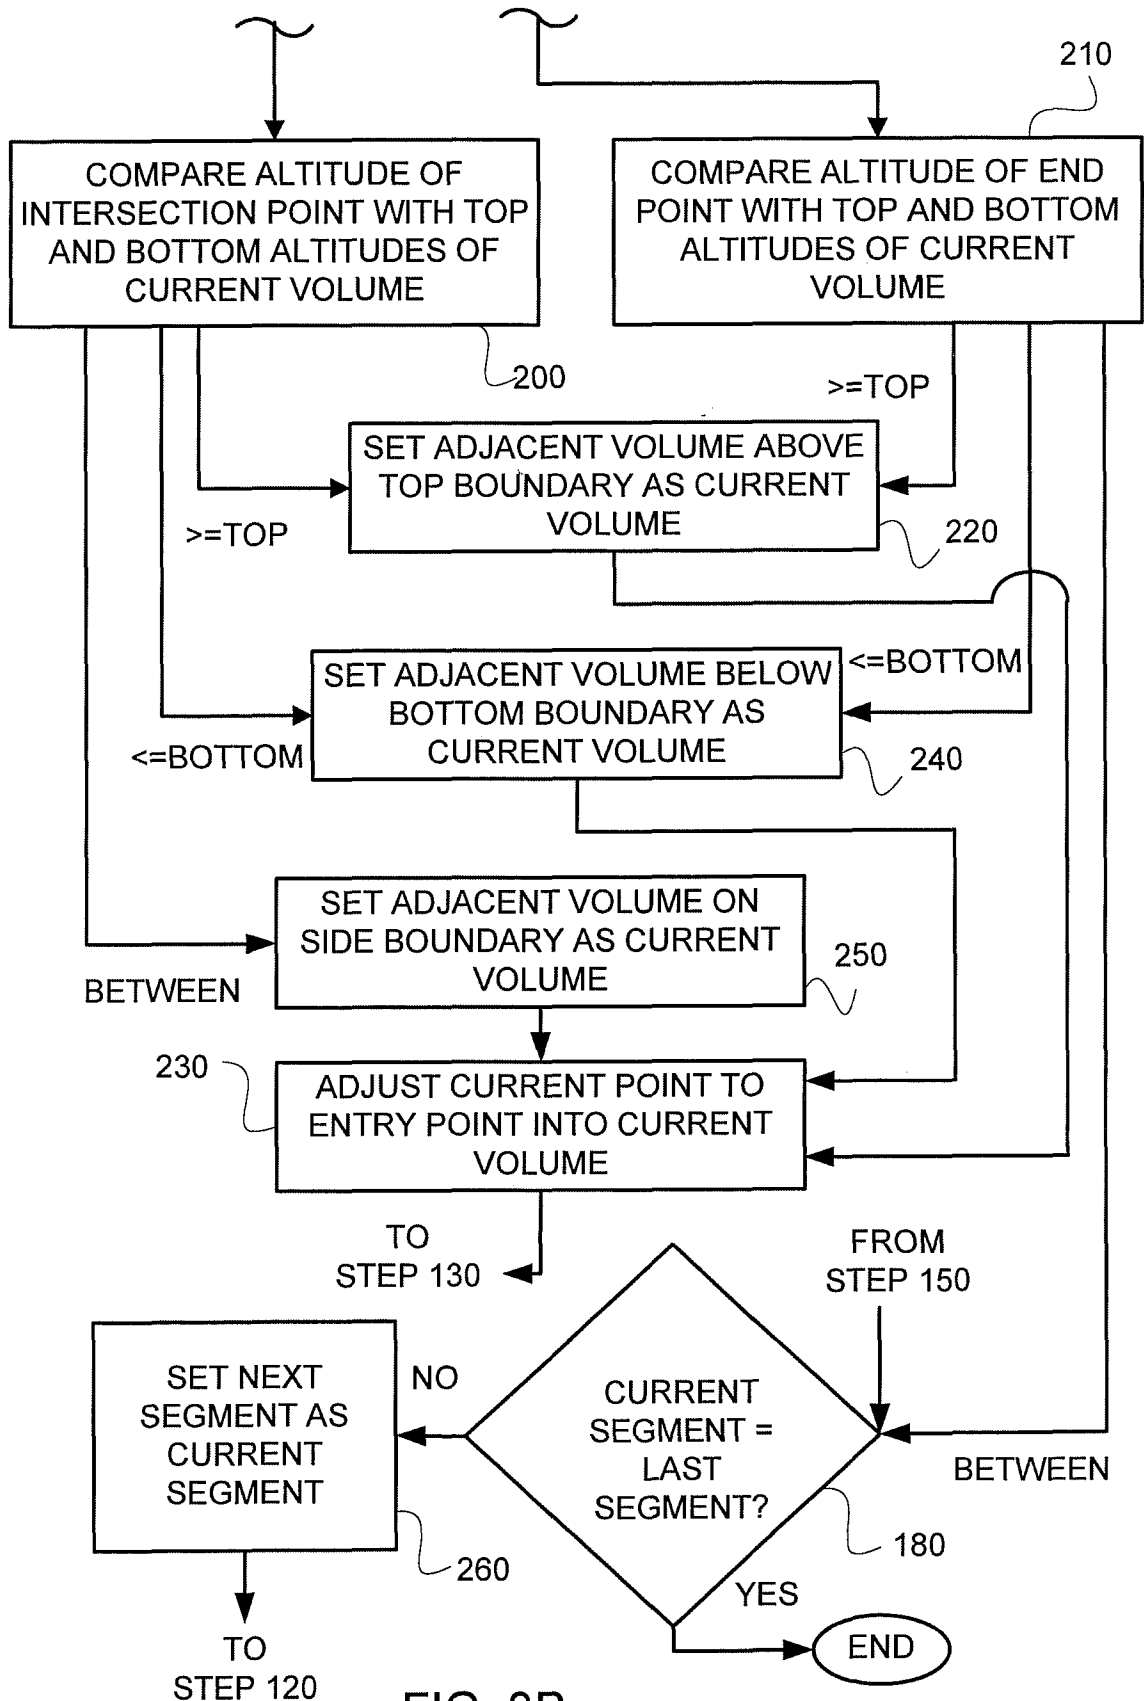 210
COMPARE ALTITUDE OF
INTERSECTION POINT WITH TOP
AND BOTTOM ALTITUDES OF
CURRENT VOLUME
COMPARE ALTITUDE OF END
POINT WITH TOP AND BOTTOM
ALTITUDES OF CURRENT
VOLUME
200
>=TOP
SET ADJACENT VOLUME ABOVE
TOP BOUNDARY AS CURRENT
VOLUME
>=TOP
220
SET ADJACENT VOLUME BELOW
BOTTOM BOUNDARY AS
CURRENT VOLUME
<=BOTTOM
<=BOTTOM
240
SET ADJACENT VOLUME ON
SIDE BOUNDARY AS CURRENT
VOLUME
250
BETWEEN
230
ADJUST CURRENT POINT TO
ENTRY POINT INTO CURRENT
VOLUME
TO
STEP 130
FROM
STEP 150
SET NEXT
SEGMENT AS
CURRENT
SEGMENT
NO
CURRENT
SEGMENT =
LAST
SEGMENT?
BETWEEN
180
260
YES
END
TO
STEP 120